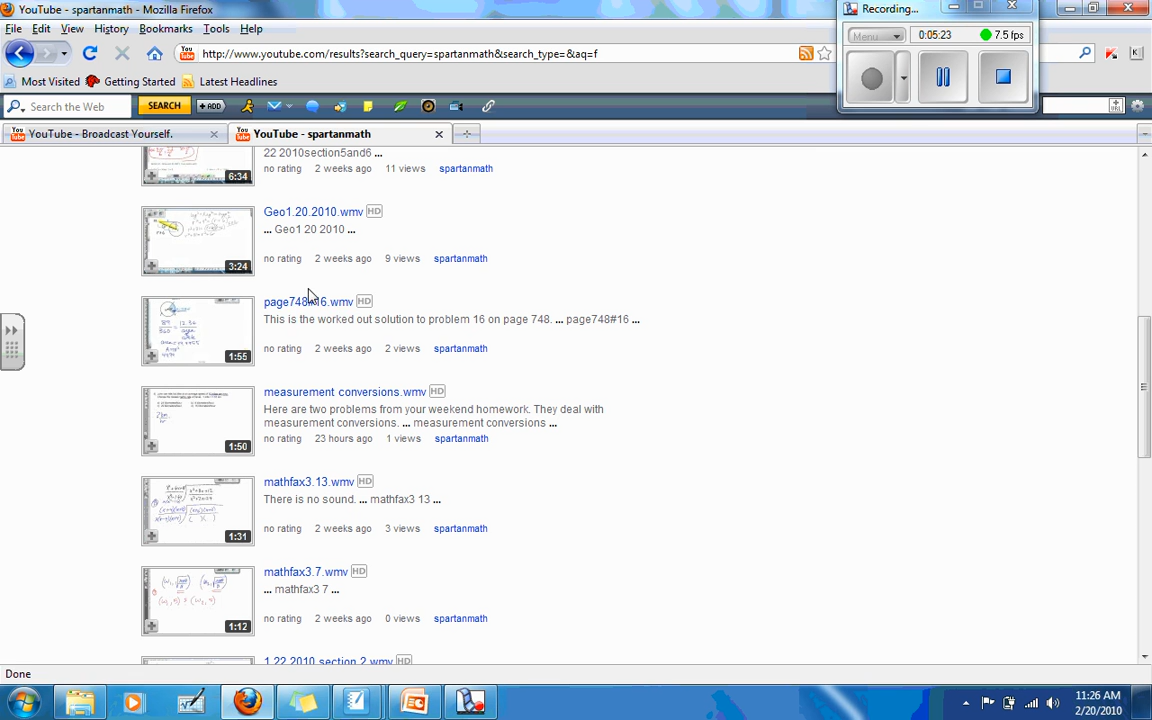 YouTube - spartanmath - Mozilla Firefox
Recording...
File Edit View History Bookmarks Tools Help
Menu 0:05:23 7.5 fps
You Tube http://www.youtube.com/results?search_query=spartanmath&search_type=&aq=f
Most Visited Getting Started Latest Headlines
Search the Web SEARCH +ADD
YouTube - Broadcast Yourself.
YouTube - spartanmath
22 2010section5and6 ...
6:34
no rating 2 weeks ago 11 views spartanmath
Geo1.20.2010.wmv HD
... Geo1 20 2010 ...
3:24
no rating 2 weeks ago 9 views spartanmath
page748#16.wmv HD
This is the worked out solution to problem 16 on page 748. ... page748#16 ...
1:55
no rating 2 weeks ago 2 views spartanmath
measurement conversions.wmv HD
Here are two problems from your weekend homework. They deal with
measurement conversions. ... measurement conversions ...
1:50
no rating 23 hours ago 1 views spartanmath
mathfax3.13.wmv HD
There is no sound. ... mathfax3 13 ...
1:31
no rating 2 weeks ago 3 views spartanmath
mathfax3.7.wmv HD
... mathfax3 7 ...
1:12
no rating 2 weeks ago 0 views spartanmath
1.22.2010 section 2.wmv HD
Done
11:26 AM
2/20/2010